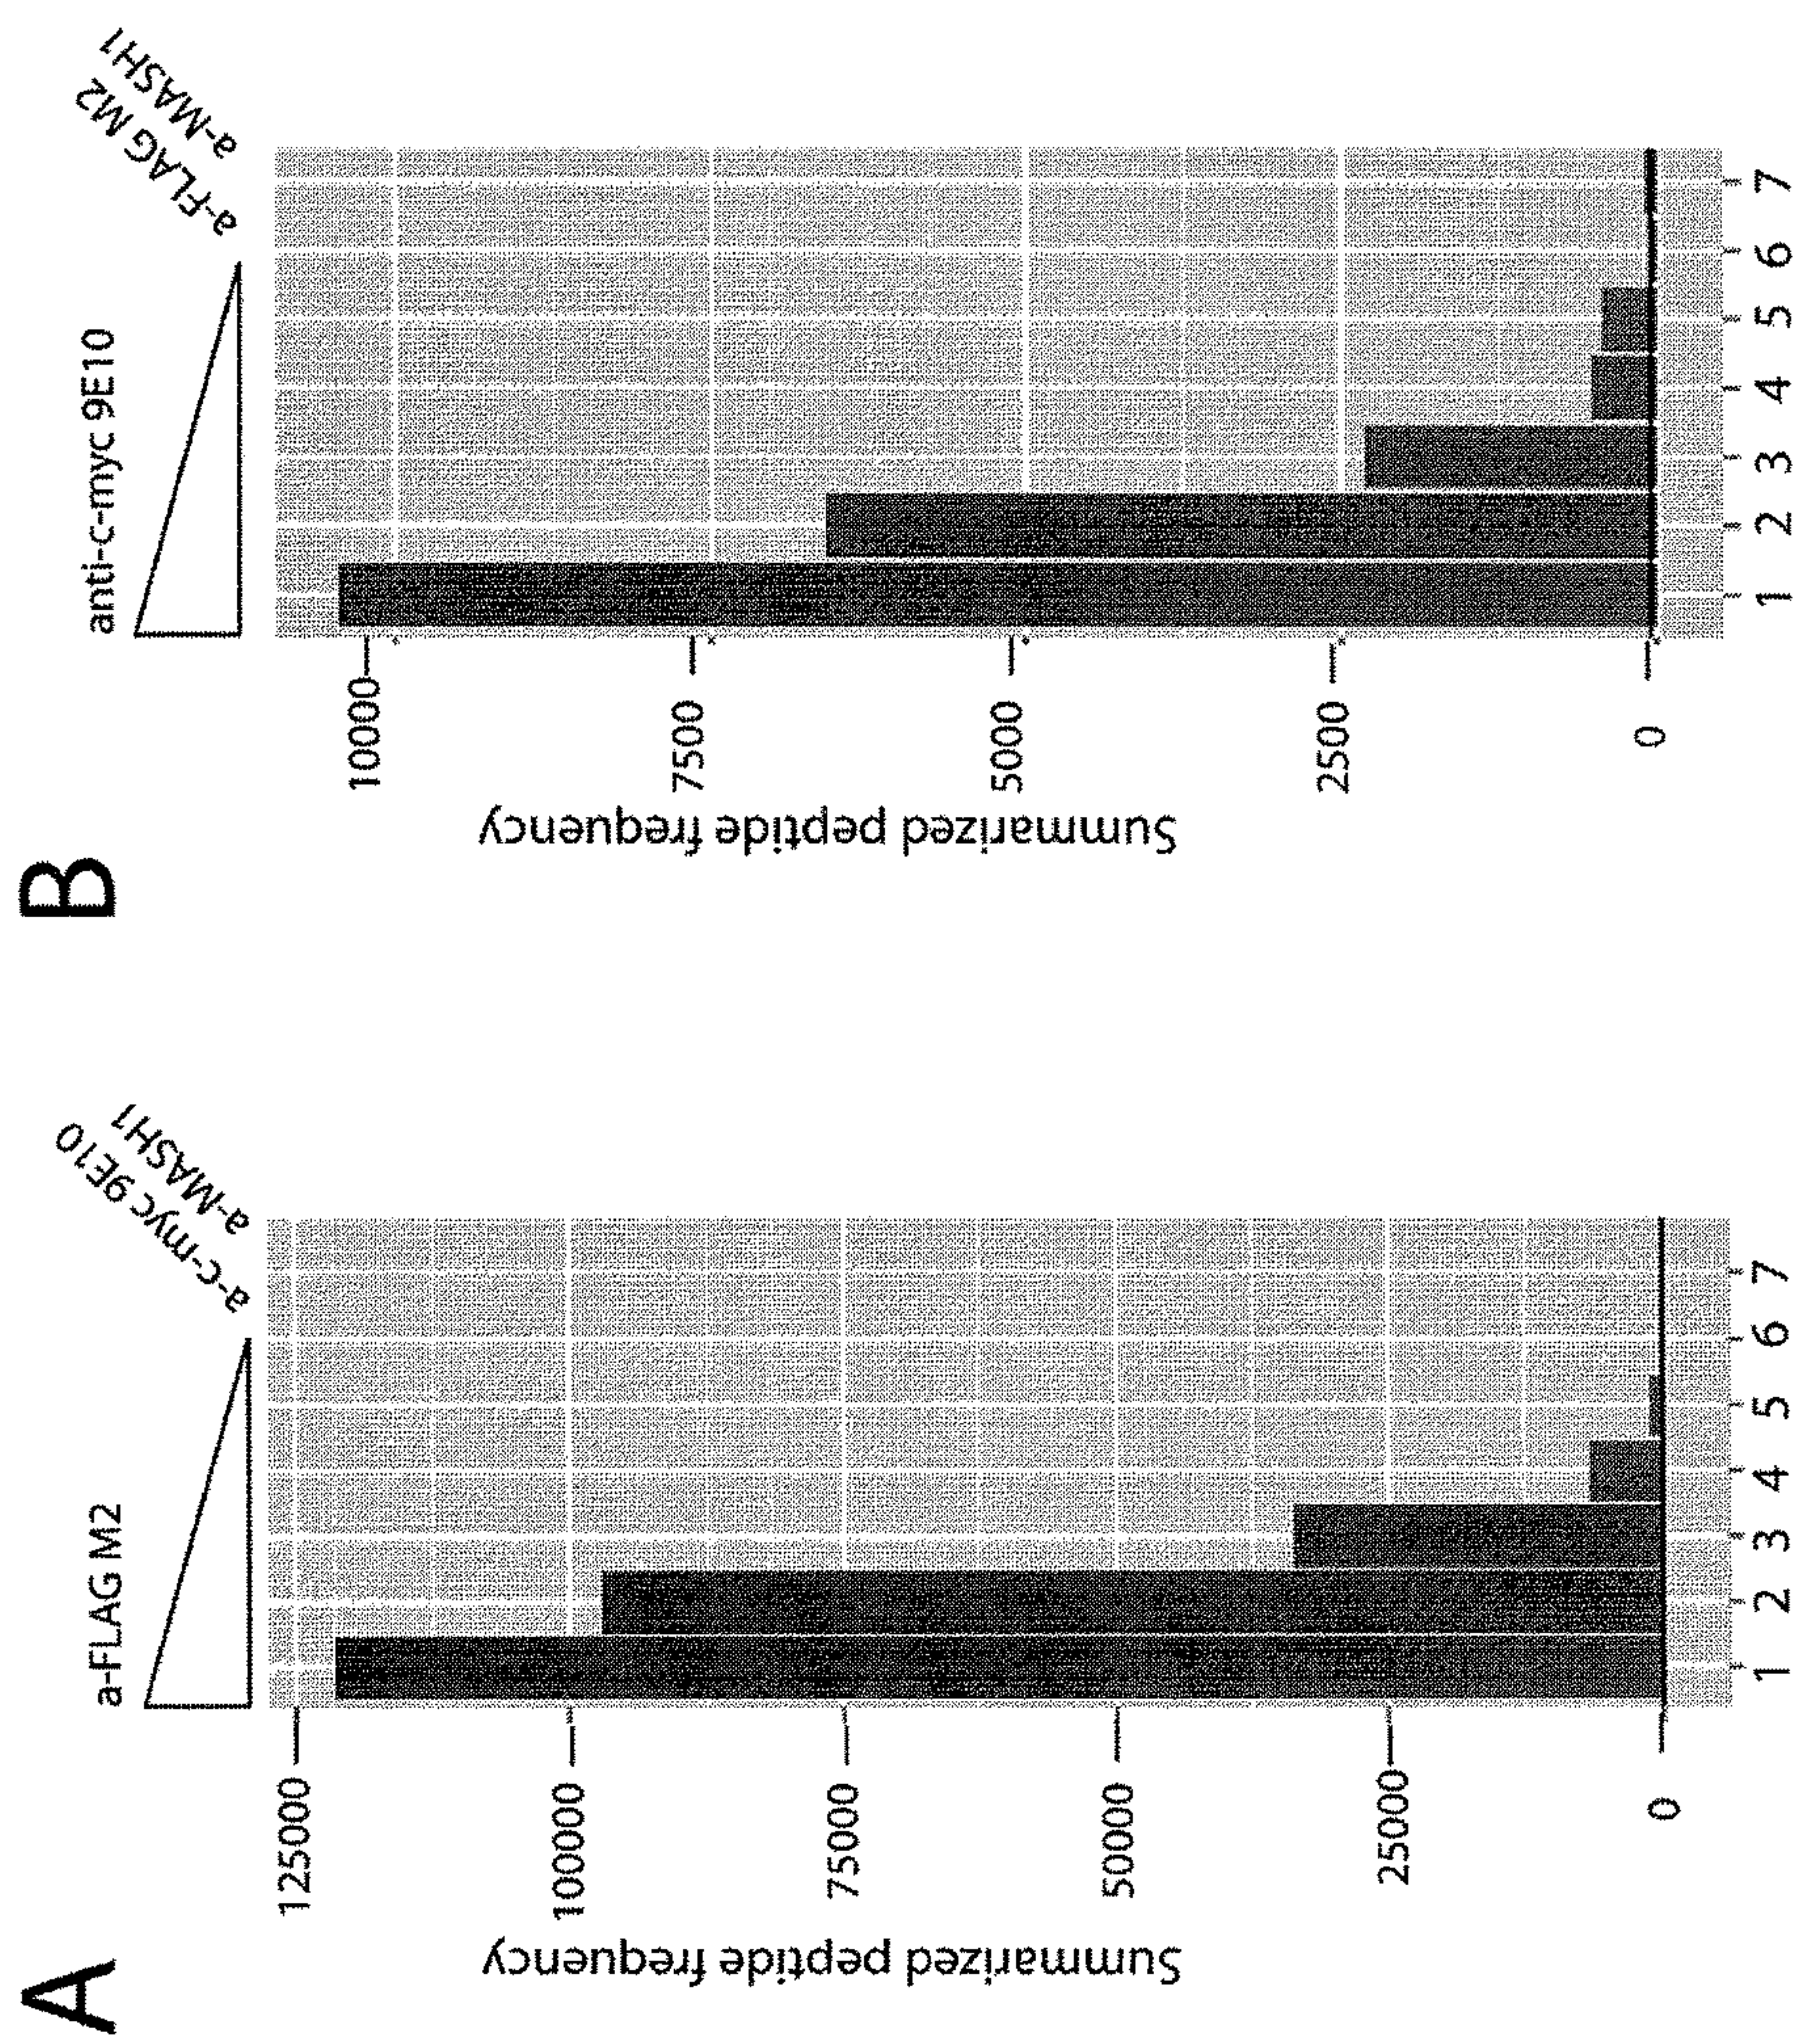 A
a-FLAG M2
a-c-myc 9E10
a-MASH1
Summarized peptide frequency
125000
100000
75000
50000
25000
0
1 2 3 4 5 6 7
B
anti-c-myc 9E10
a-FLAG M2
a-MASH1
Summarized peptide frequency
10000
7500
5000
2500
0
1 2 3 4 5 6 7